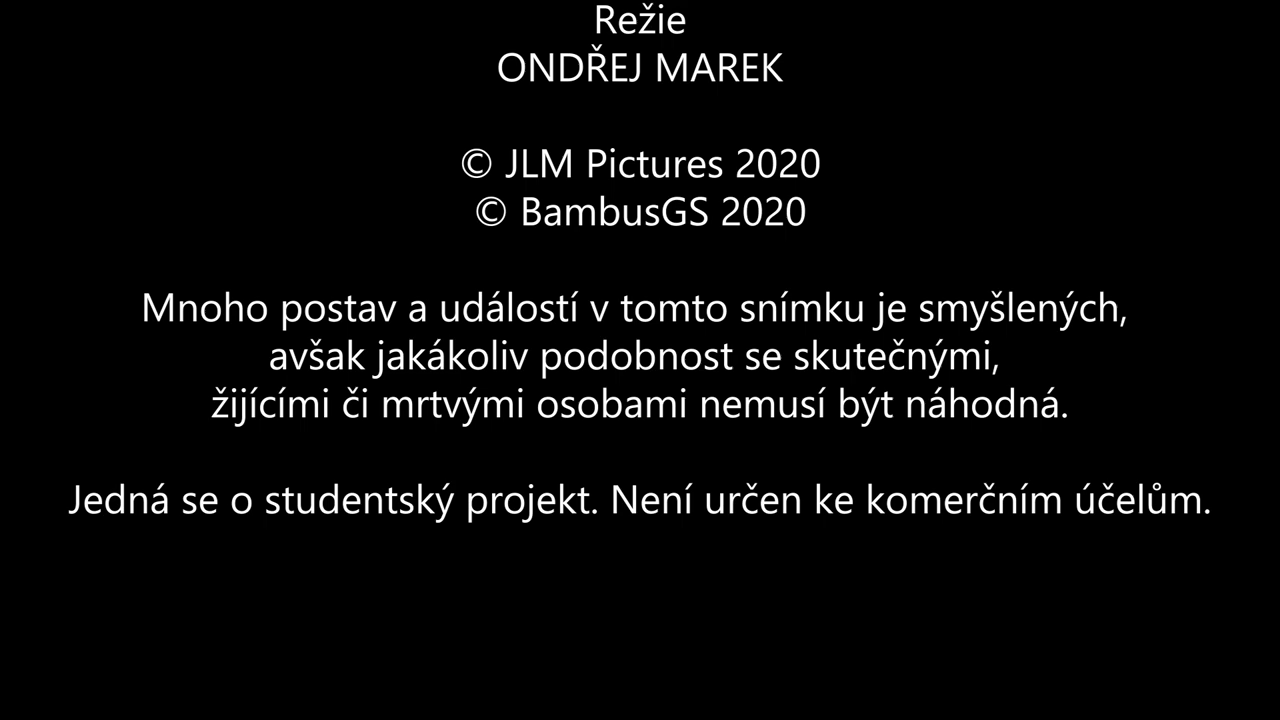 Režie
ONDŘEJ MAREK
© JLM Pictures 2020
© BambusGS 2020
Mnoho postav a událostí v tomto snímku je smyšlených,
avšak jakákoliv podobnost se skutečnými,
žijícími či mrtvými osobami nemusí být náhodná.
Jedná se o studentský projekt. Není určen ke komerčním účelům.